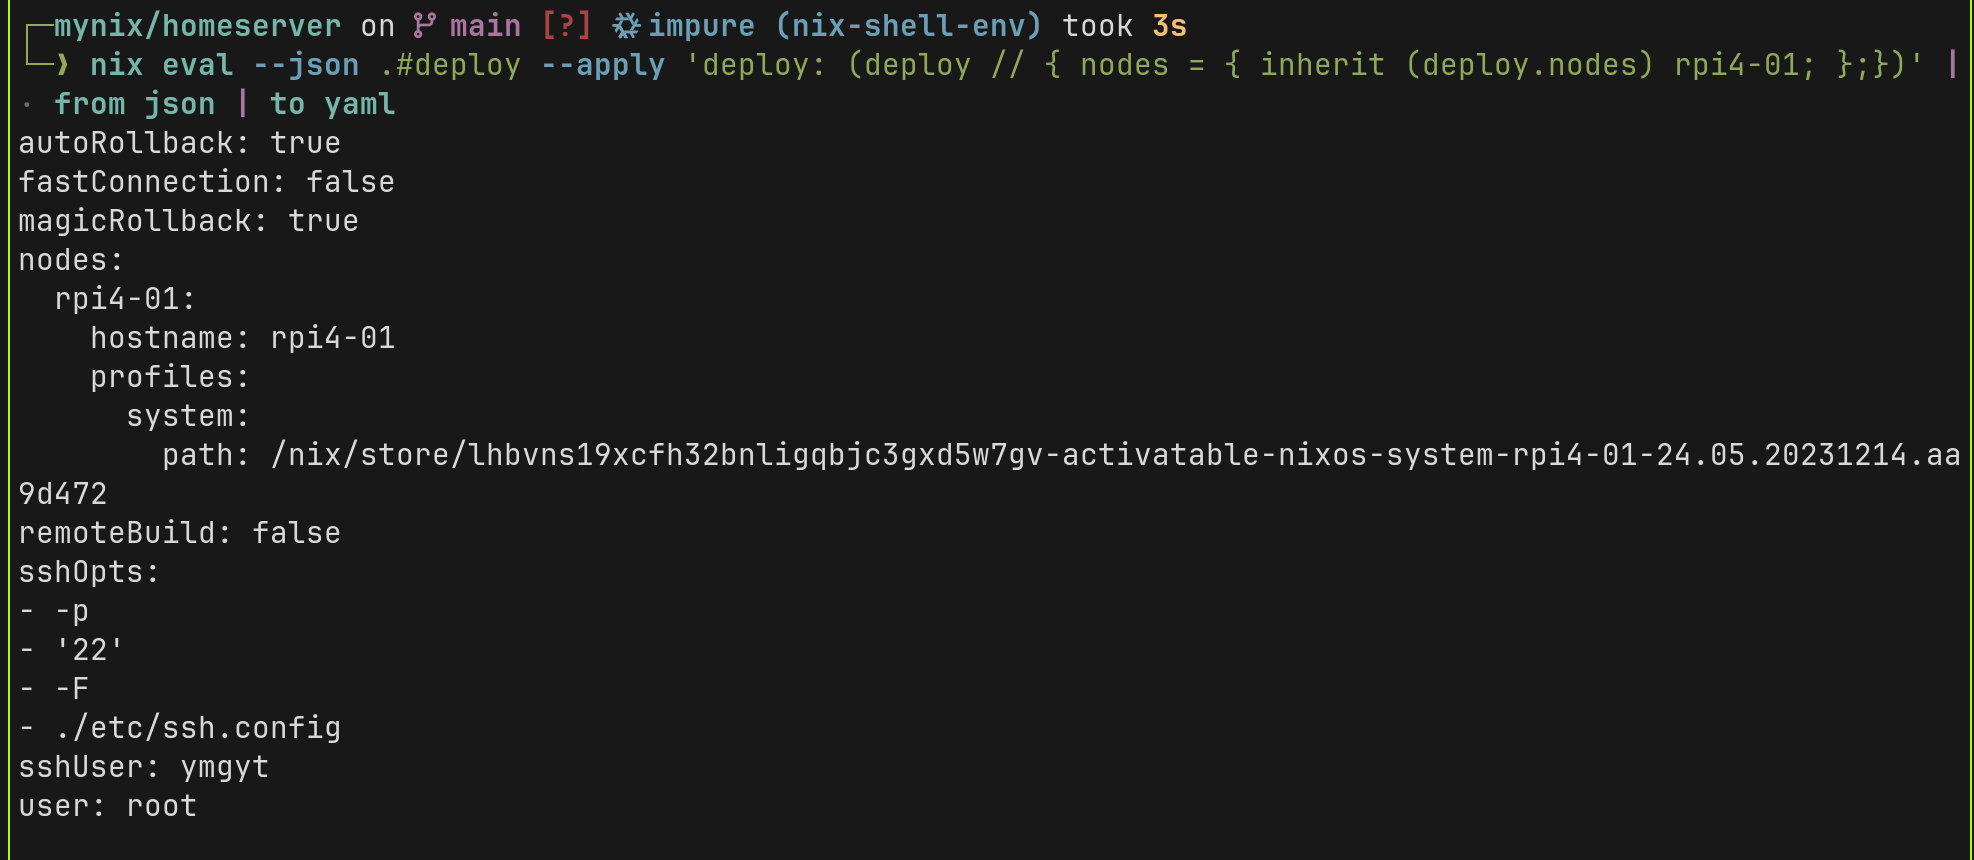 mynix/homeserver on main [?] impure (nix-shell-env) took 3s
❱ nix eval --json .#deploy --apply 'deploy: (deploy // { nodes = { inherit (deploy.nodes) rpi4-01; };})' |
· from json | to yaml
autoRollback: true
fastConnection: false
magicRollback: true
nodes:
  rpi4-01:
    hostname: rpi4-01
    profiles:
      system:
        path: /nix/store/lhbvns19xcfh32bnligqbjc3gxd5w7gv-activatable-nixos-system-rpi4-01-24.05.20231214.aa
9d472
remoteBuild: false
sshOpts:
- -p
- '22'
- -F
- ./etc/ssh.config
sshUser: ymgyt
user: root